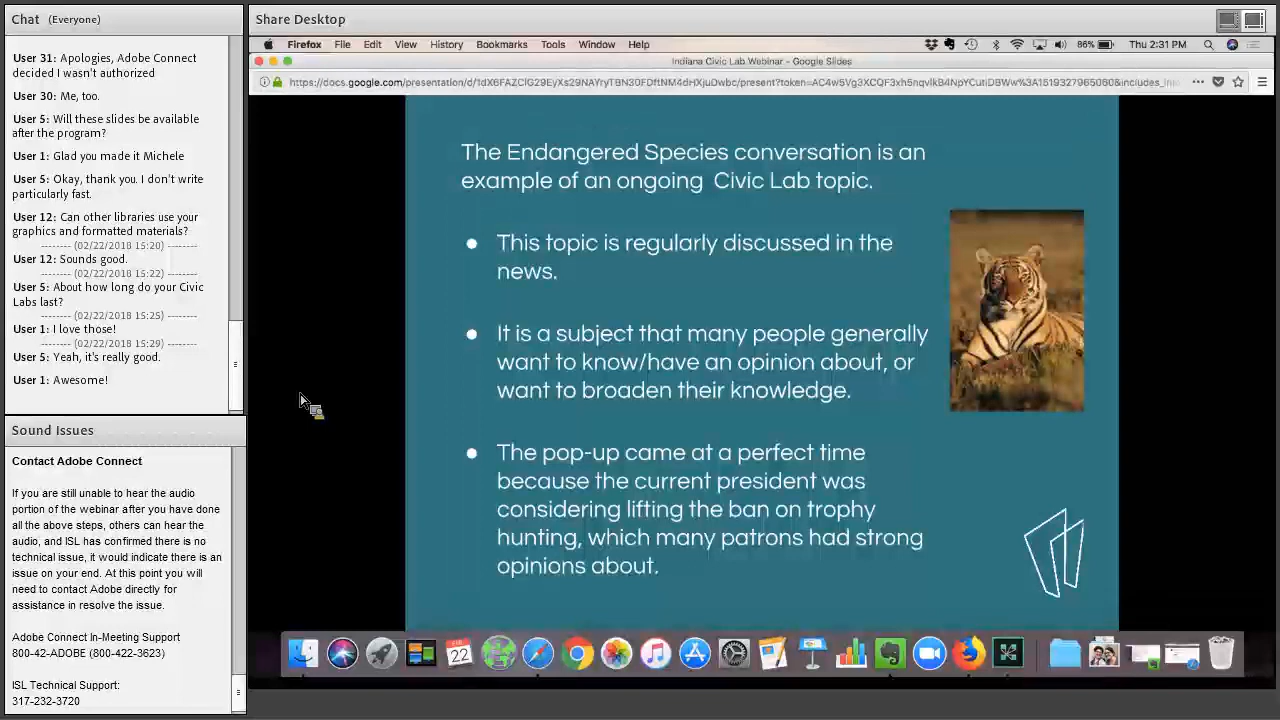 Chat (Everyone)
User 31: Apologies, Adobe Connect
decided I wasn't authorized
User 30: Me, too.
User 5: Will these slides be available
after the program?
User 1: Glad you made it Michele
User 5: Okay, thank you. I don't write
particularly fast.
User 12: Can other libraries use your
graphics and formatted materials?
-------- (02/22/2018 15:20) --------
User 12: Sounds good.
-------- (02/22/2018 15:22) --------
User 5: About how long do your Civic
Labs last?
-------- (02/22/2018 15:25) --------
User 1: I love those!
-------- (02/22/2018 15:29) --------
User 5: Yeah, it's really good.
User 1: Awesome!
Sound Issues
Contact Adobe Connect
If you are still unable to hear the audio
portion of the webinar after you have done
all the above steps, others can hear the
audio, and ISL has confirmed there is no
technical issue, it would indicate there is an
issue on your end. At this point you will
need to contact Adobe directly for
assistance in resolve the issue.
Adobe Connect In-Meeting Support
800-42-ADOBE (800-422-3623)
ISL Technical Support:
317-232-3720
Share Desktop
Firefox File Edit View History Bookmarks Tools Window Help 86% Thu 2:31 PM
Indiana Civic Lab Webinar - Google Slides
The Endangered Species conversation is an
example of an ongoing Civic Lab topic.
● This topic is regularly discussed in the
news.
● It is a subject that many people generally
want to know/have an opinion about, or
want to broaden their knowledge.
● The pop-up came at a perfect time
because the current president was
considering lifting the ban on trophy
hunting, which many patrons had strong
opinions about.
22